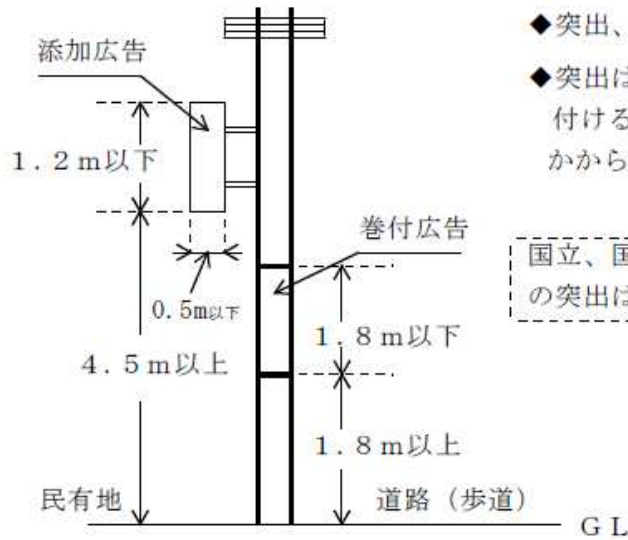 ◆突出、
添加広告
◆突出は
付ける
かから
1.2m以下
巻付広告
国立、国
の突出は
0.5m以下
1.8m以下
4.5m以上
1.8m以上
民有地
道路（歩道）
GL